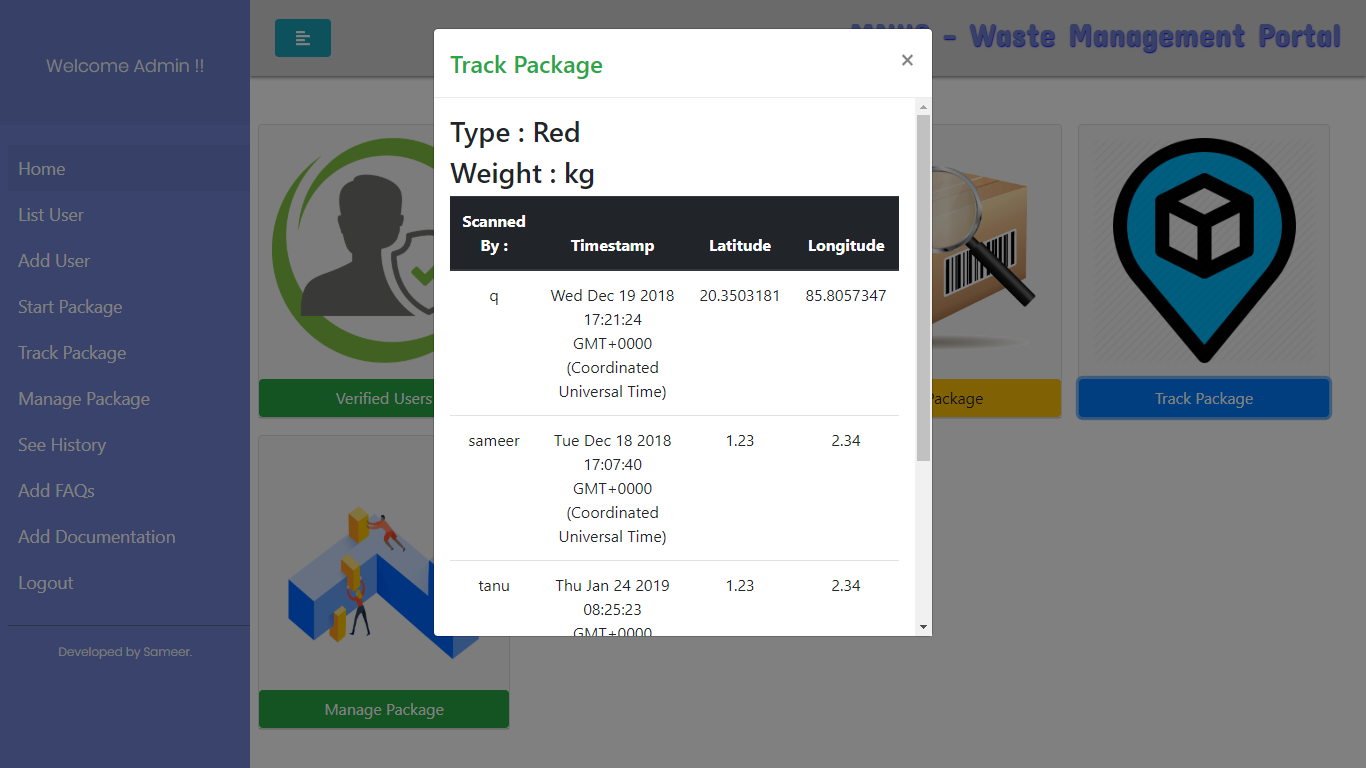 Welcome Admin !!
Home
List User
Add User
Start Package
Track Package
Manage Package
See History
Add FAQs
Add Documentation
Logout
Developed by Sameer.
- Waste Management Portal
Track Package
×
Type : Red
Weight : kg
Scanned
By :
Timestamp
Latitude
Longitude
q
Wed Dec 19 2018
17:21:24
GMT+0000
(Coordinated
Universal Time)
20.3503181
85.8057347
sameer
Tue Dec 18 2018
17:07:40
GMT+0000
(Coordinated
Universal Time)
1.23
2.34
tanu
Thu Jan 24 2019
08:25:23
GMT+0000
1.23
2.34
Verified Users
Package
Track Package
Manage Package